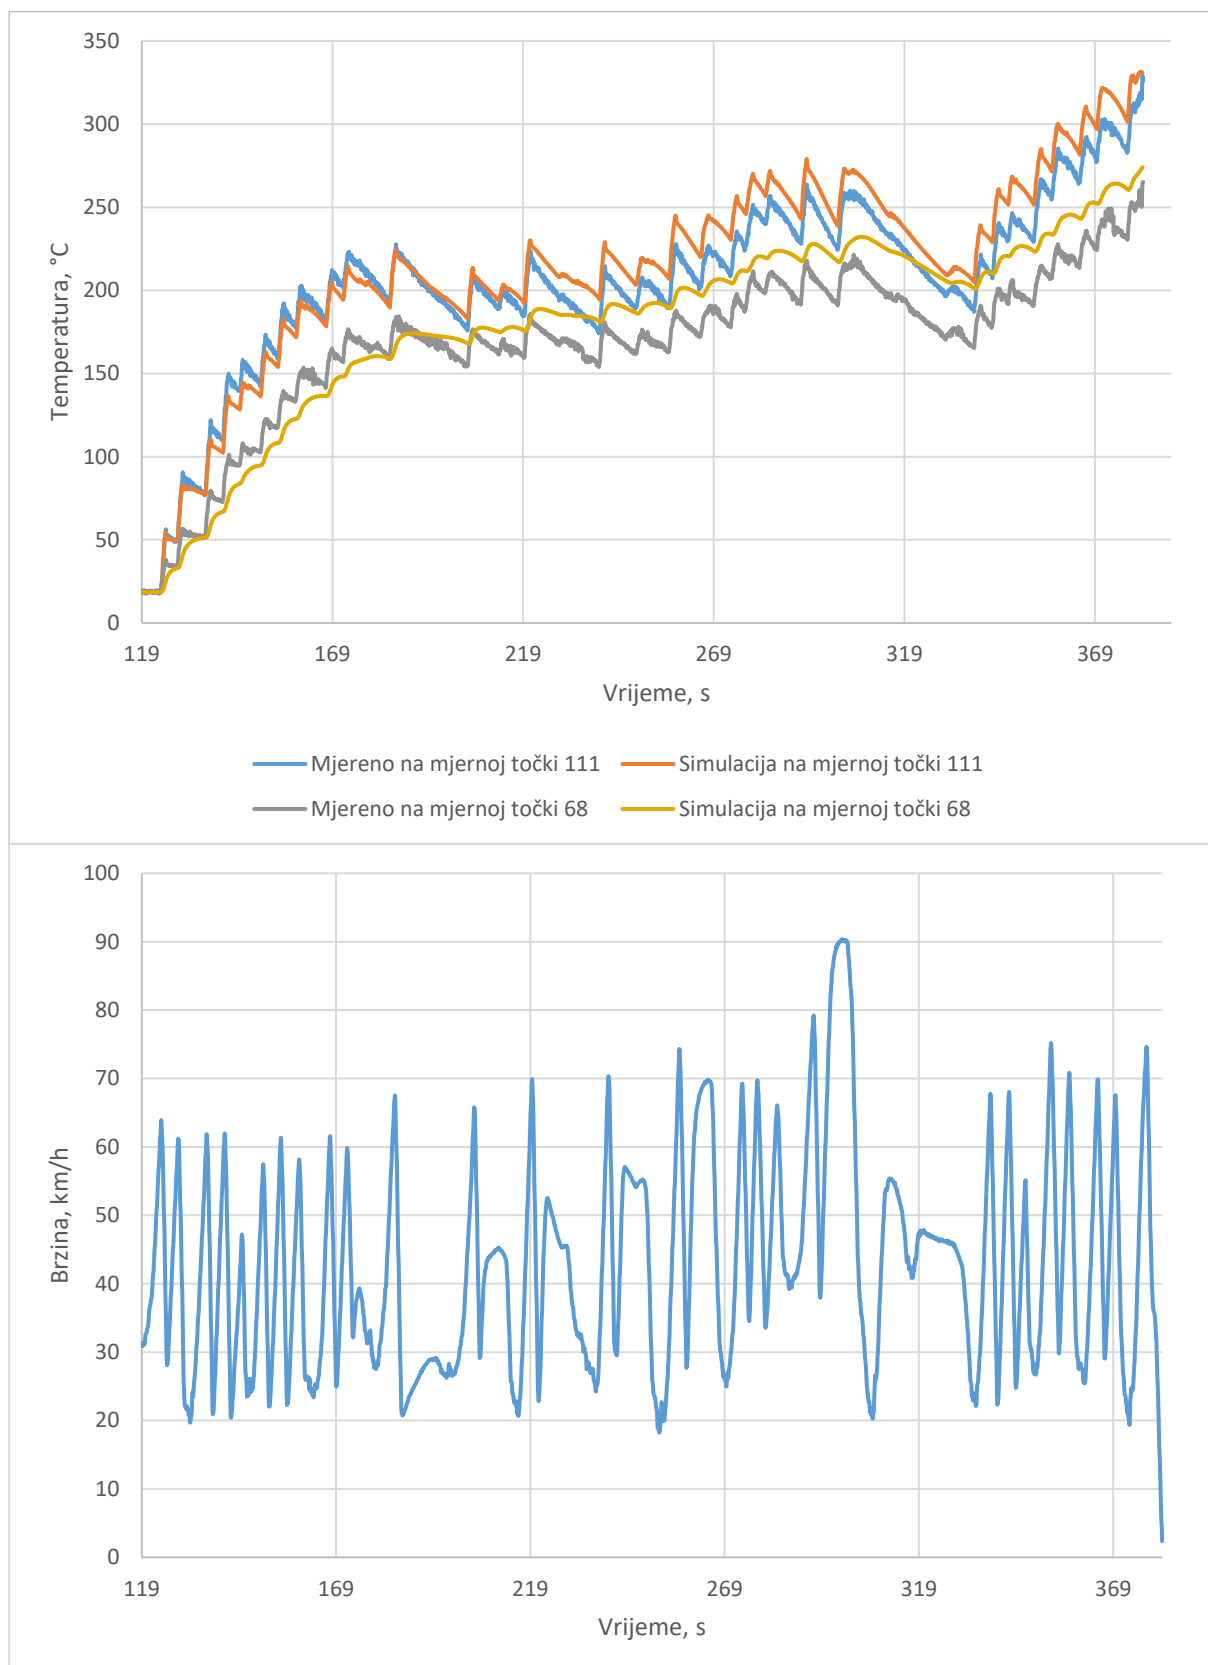 350
300
250
200
150
100
50
0
Temperatura, °C
119 169 219 269 319 369
Vrijeme, s
Mjereno na mjernoj točki 111 Simulacija na mjernoj točki 111
Mjereno na mjernoj točki 68 Simulacija na mjernoj točki 68
100
90
80
70
60
50
40
30
20
10
0
Brzina, km/h
119 169 219 269 319 369
Vrijeme, s